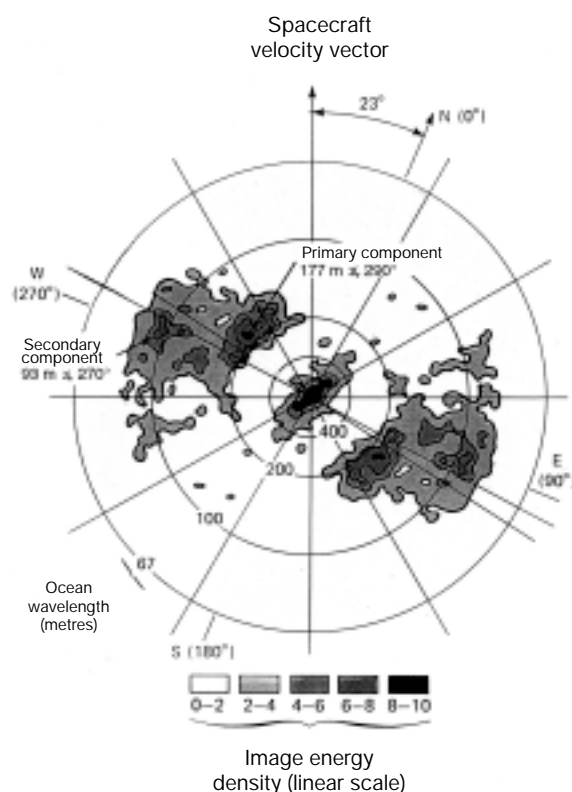 Spacecraft
velocity vector
23°
N (0°)
Primary component
177 m ≤, 290°
W
(270°)
Secondary
component
93 m ≤, 270°
400
200
100
67
E
(90°)
Ocean
wavelength
(metres)
S (180°)
0–2 2–4 4–6 6–8 8–10
Image energy
density (linear scale)